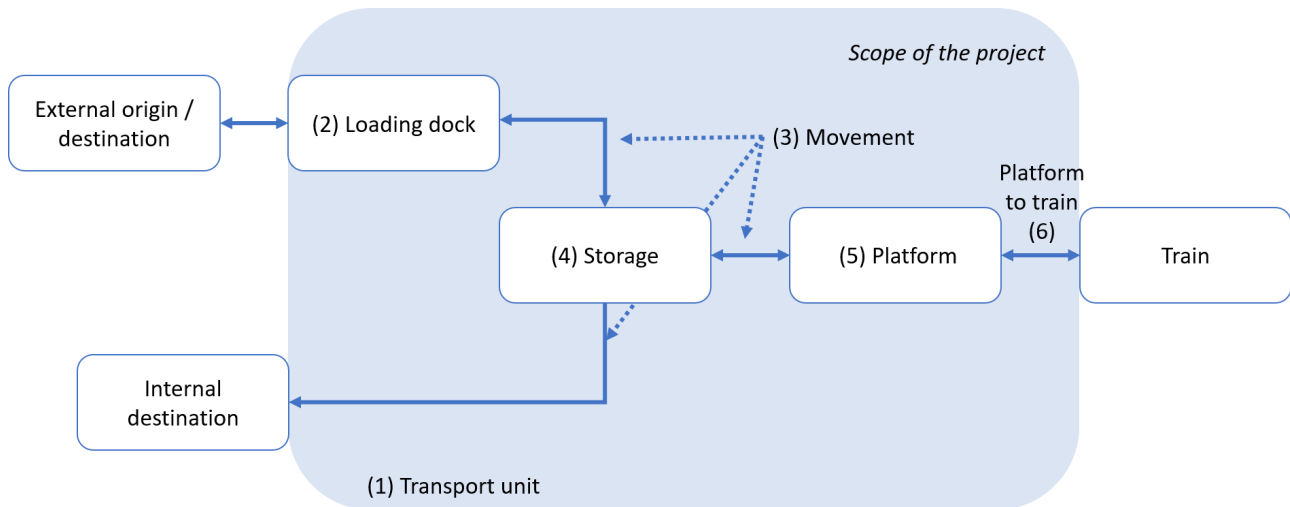 Scope of the project
External origin /
destination
(2) Loading dock
(3) Movement
Platform
to train
(6)
(4) Storage
(5) Platform
Train
Internal
destination
(1) Transport unit